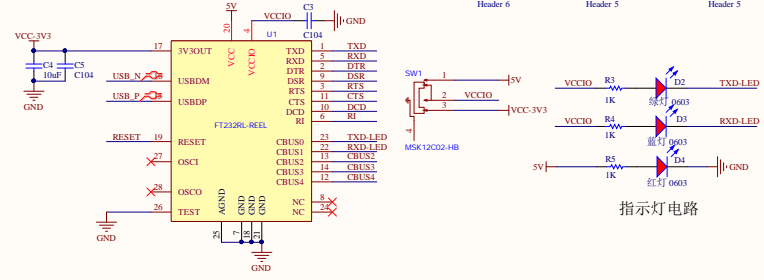 Header 6
Header 5
Header 5
5V
VCCIO
C3
C104
GND
VCC-3V3
C4
10uF
C5
C104
GND
U1
20
4
VCC
VCCIO
17
3V3OUT
USB_N
USBDM
USB_P
USBDP
RESET
19
RESET
27
OSCI
28
OSCO
26
TEST
GND
FT232RL-REEL
TXD
1
TXD
RXD
5
RXD
DTR
2
DTR
DSR
9
DSR
RTS
3
RTS
CTS
11
CTS
DCD
10
DCD
RI
6
RI
CBUS0
23
TXD-LED
CBUS1
22
RXD-LED
CBUS2
13
CBUS2
CBUS3
14
CBUS3
CBUS4
12
CBUS4
NC
8
NC
24
AGND
GND
GND
GND
25
7
18
21
GND
SW1
1
5V
2
VCCIO
3
VCC-3V3
4
MSK12C02-HB
VCCIO
R3
1K
D2
TXD-LED
绿灯 0603
VCCIO
R4
1K
D3
RXD-LED
蓝灯 0603
5V
R5
1K
D4
GND
红灯 0603
指示灯电路